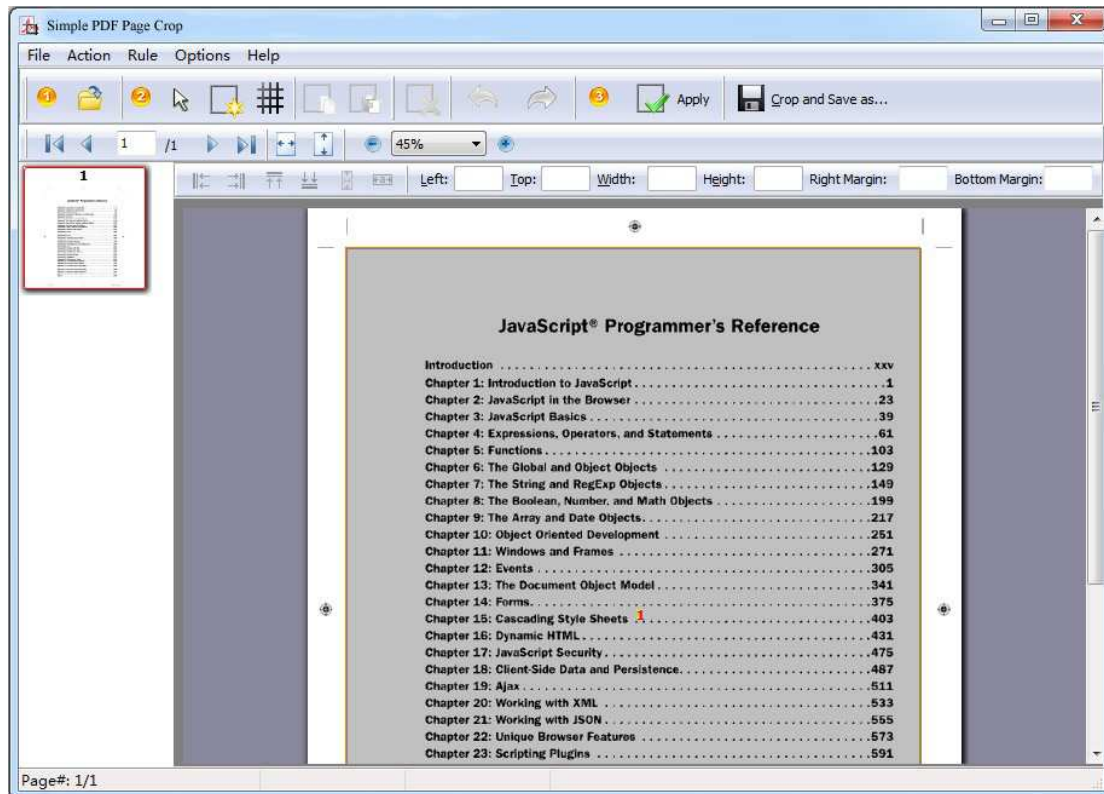 Simple PDF Page Crop
File Action Rule Options Help
1 2 3 Apply Crop and Save as...
1 /1 45%
1
Left: Top: Width: Height: Right Margin: Bottom Margin:
JavaScript® Programmer's Reference
Introduction . . . . . . . . . . . . . . . . . . . . . . . . . . . . . . xxv
Chapter 1: Introduction to JavaScript . . . . . . . . . . . . . . . . . . . . 1
Chapter 2: JavaScript in the Browser . . . . . . . . . . . . . . . . . . . . 23
Chapter 3: JavaScript Basics . . . . . . . . . . . . . . . . . . . . 39
Chapter 4: Expressions, Operators, and Statements . . . . . . . . . . . . . . . . . . . . 61
Chapter 5: Functions . . . . . . . . . . . . . . . . . . . . 103
Chapter 6: The Global and Object Objects . . . . . . . . . . . . . . . . . . . . 129
Chapter 7: The String and RegExp Objects . . . . . . . . . . . . . . . . . . . . 149
Chapter 8: The Boolean, Number, and Math Objects . . . . . . . . . . . . . . . . . . . . 199
Chapter 9: The Array and Date Objects. . . . . . . . . . . . . . . . . . . . 217
Chapter 10: Object Oriented Development . . . . . . . . . . . . . . . . . . . . 251
Chapter 11: Windows and Frames . . . . . . . . . . . . . . . . . . . . 271
Chapter 12: Events . . . . . . . . . . . . . . . . . . . . 305
Chapter 13: The Document Object Model . . . . . . . . . . . . . . . . . . . . 341
Chapter 14: Forms. . . . . . . . . . . . . . . . . . . . 375
Chapter 15: Cascading Style Sheets 1 . . . . . . . . . . . . . . . . . . . . 403
Chapter 16: Dynamic HTML . . . . . . . . . . . . . . . . . . . . 431
Chapter 17: JavaScript Security . . . . . . . . . . . . . . . . . . . . 475
Chapter 18: Client-Side Data and Persistence. . . . . . . . . . . . . . . . . . . . 487
Chapter 19: Ajax . . . . . . . . . . . . . . . . . . . . 511
Chapter 20: Working with XML . . . . . . . . . . . . . . . . . . . . 533
Chapter 21: Working with JSON . . . . . . . . . . . . . . . . . . . . 555
Chapter 22: Unique Browser Features . . . . . . . . . . . . . . . . . . . . 573
Chapter 23: Scripting Plugins . . . . . . . . . . . . . . . . . . . . 591
Page#: 1/1